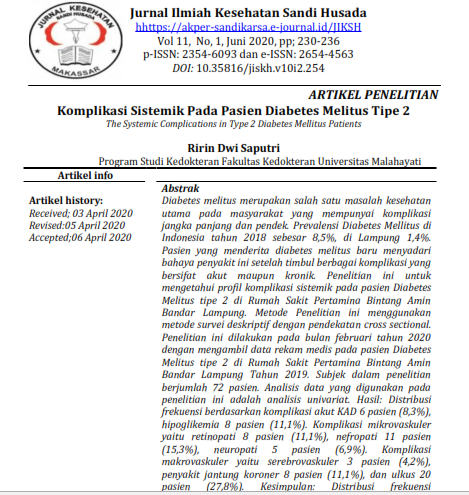 JURNAL KESEHATAN
SANDI HUSADA
MAKASSAR
Jurnal Ilmiah Kesehatan Sandi Husada
hhttps://akper-sandikarsa.e-journal.id/JIKSH
Vol 11, No, 1, Juni 2020, pp; 230-236
p-ISSN: 2354-6093 dan e-ISSN: 2654-4563
DOI: 10.35816/jiskh.v10i2.254
ARTIKEL PENELITIAN
Komplikasi Sistemik Pada Pasien Diabetes Melitus Tipe 2
The Systemic Complications in Type 2 Diabetes Mellitus Patients
Ririn Dwi Saputri
Program Studi Kedokteran Fakultas Kedokteran Universitas Malahayati
Artikel info
Artikel history:
Received; 03 April 2020
Revised:05 April 2020
Accepted;06 April 2020
Abstrak
Diabetes melitus merupakan salah satu masalah kesehatan
utama pada masyarakat yang mempunyai komplikasi
jangka panjang dan pendek. Prevalensi Diabetes Mellitus di
Indonesia tahun 2018 sebesar 8,5%, di Lampung 1,4%.
Pasien yang menderita diabetes melitus baru menyadari
bahaya penyakit ini setelah timbul berbagai komplikasi yang
bersifat akut maupun kronik. Penelitian ini untuk
mengetahui profil komplikasi sistemik pada pasien Diabetes
Melitus tipe 2 di Rumah Sakit Pertamina Bintang Amin
Bandar Lampung. Metode Penelitian ini menggunakan
metode survei deskriptif dengan pendekatan cross sectional.
Penelitian ini dilakukan pada bulan februari tahun 2020
dengan mengambil data rekam medis pada pasien Diabetes
Melitus tipe 2 di Rumah Sakit Pertamina Bintang Amin
Bandar Lampung Tahun 2019. Subjek dalam penelitian
berjumlah 72 pasien. Analisis data yang digunakan pada
penelitian ini adalah analisis univariat. Hasil: Distribusi
frekuensi berdasarkan komplikasi akut KAD 6 pasien (8,3%),
hipoglikemia 8 pasien (11,1%). Komplikasi mikrovaskuler
yaitu retinopati 8 pasien (11,1%), nefropati 11 pasien
(15,3%), neuropati 5 pasien (6,9%). Komplikasi
makrovaskuler yaitu serebrovaskuler 3 pasien (4,2%),
penyakit jantung koroner 8 pasien (11,1%), dan ulkus 20
pasien (27,8%). Kesimpulan: Distribusi frekuensi